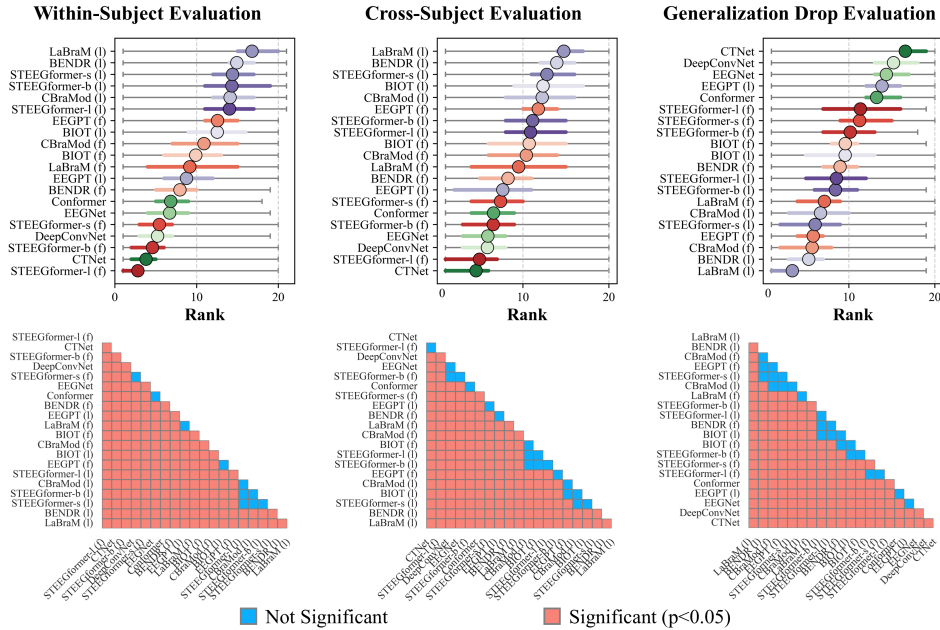 Within-Subject Evaluation
LaBraM (l)
BENDR (l)
STEEGformer-s (l)
STEEGformer-b (l)
CBraMod (l)
STEEGformer-l (l)
EEGPT (f)
BIOT (l)
CBraMod (f)
BIOT (f)
LaBraM (f)
EEGPT (l)
BENDR (f)
Conformer
EEGNet
STEEGformer-s (f)
DeepConvNet
STEEGformer-b (f)
CTNet
STEEGformer-l (f)
0 10 20
Rank
Cross-Subject Evaluation
LaBraM (l)
BENDR (l)
STEEGformer-s (l)
BIOT (l)
CBraMod (l)
EEGPT (f)
STEEGformer-b (l)
STEEGformer-l (l)
BIOT (f)
CBraMod (f)
LaBraM (f)
BENDR (f)
EEGPT (l)
STEEGformer-s (f)
Conformer
STEEGformer-b (f)
EEGNet
DeepConvNet
STEEGformer-l (f)
CTNet
0 10 20
Rank
Generalization Drop Evaluation
CTNet
DeepConvNet
EEGNet
EEGPT (l)
Conformer
STEEGformer-l (f)
STEEGformer-s (f)
STEEGformer-b (f)
BIOT (f)
BIOT (l)
BENDR (f)
STEEGformer-l (l)
STEEGformer-b (l)
LaBraM (f)
CBraMod (l)
STEEGformer-s (l)
EEGPT (f)
CBraMod (f)
BENDR (l)
LaBraM (l)
0 10 20
Rank
STEEGformer-l (f)
CTNet
STEEGformer-b (f)
DeepConvNet
STEEGformer-s (f)
EEGNet
Conformer
BENDR (f)
EEGPT (l)
LaBraM (f)
BIOT (f)
CBraMod (f)
BIOT (l)
EEGPT (f)
STEEGformer-l (l)
CBraMod (l)
STEEGformer-b (l)
STEEGformer-s (l)
BENDR (l)
LaBraM (l)
CTNet
STEEGformer-l (f)
DeepConvNet
EEGNet
STEEGformer-b (f)
Conformer
STEEGformer-s (f)
EEGPT (l)
BENDR (f)
LaBraM (f)
CBraMod (f)
BIOT (f)
STEEGformer-l (l)
STEEGformer-b (l)
EEGPT (f)
CBraMod (l)
BIOT (l)
STEEGformer-s (l)
BENDR (l)
LaBraM (l)
LaBraM (l)
BENDR (l)
CBraMod (f)
EEGPT (f)
STEEGformer-s (l)
CBraMod (l)
LaBraM (f)
STEEGformer-b (l)
STEEGformer-l (l)
BENDR (f)
BIOT (l)
BIOT (f)
STEEGformer-b (f)
STEEGformer-s (f)
STEEGformer-l (f)
Conformer
EEGPT (l)
EEGNet
DeepConvNet
CTNet
Not Significant
Significant (p<0.05)